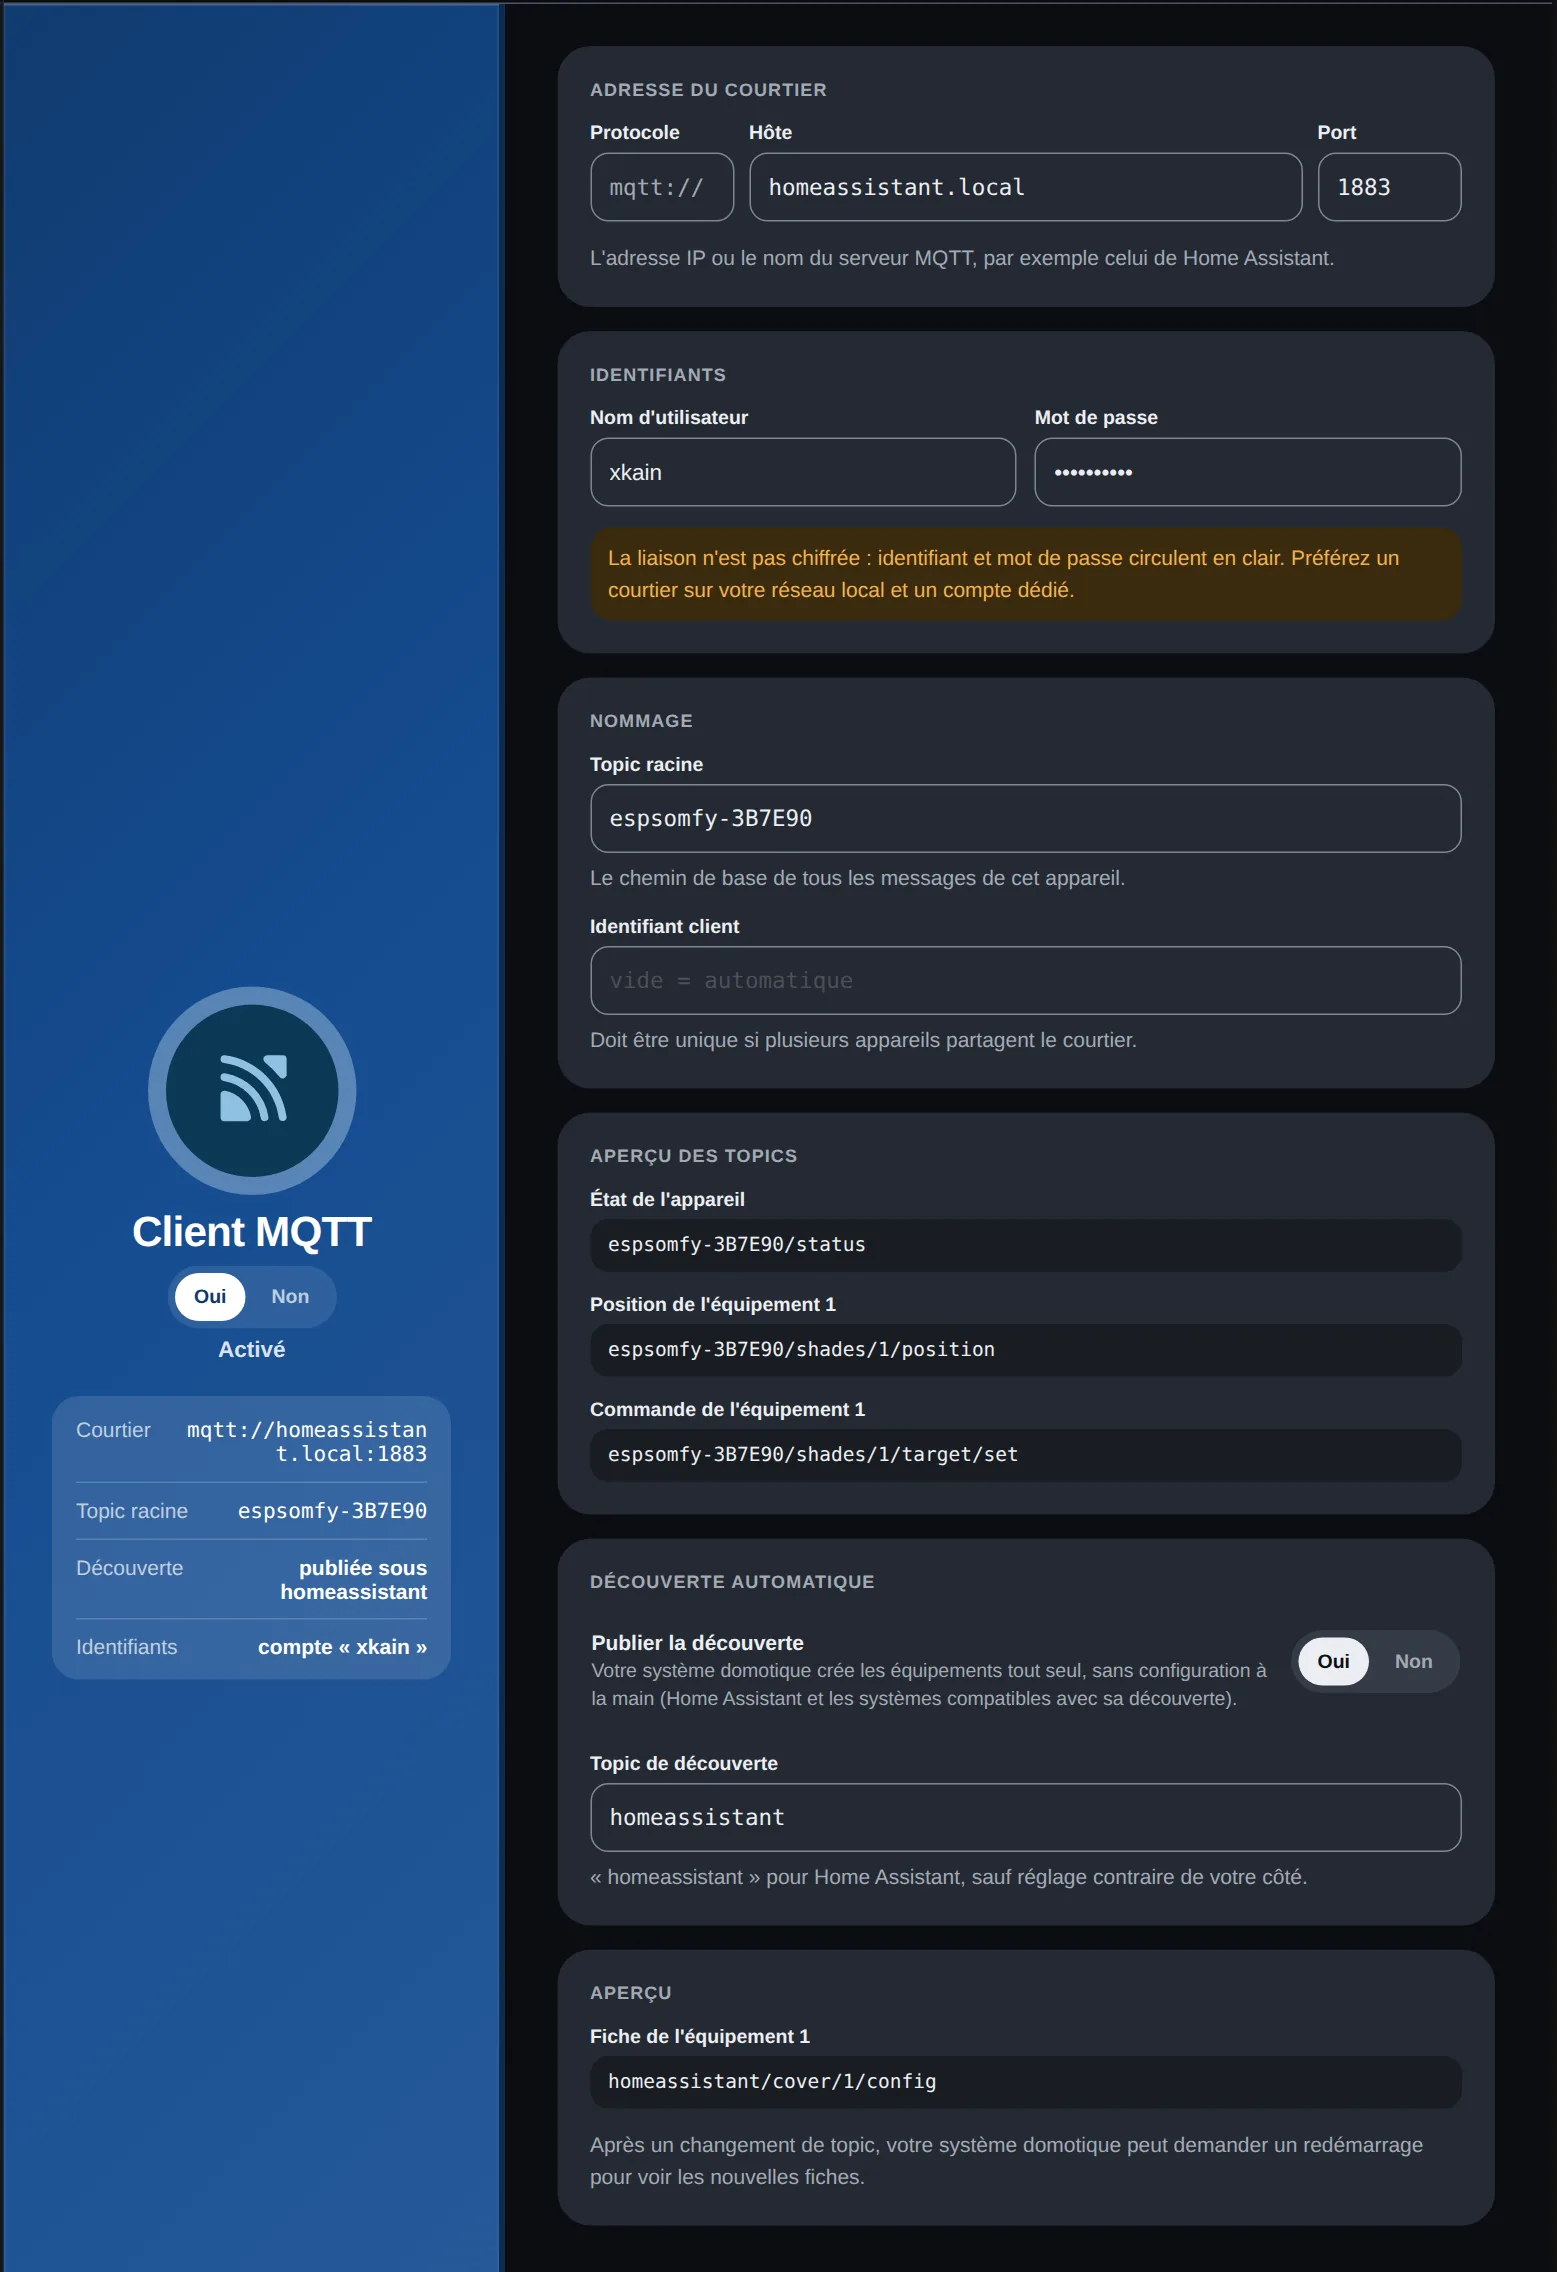 Client MQTT
Oui Non
Activé
Courtier mqtt://homeassistan
t.local:1883
Topic racine espsomfy-3B7E90
Découverte publiée sous
homeassistant
Identifiants compte « xkain »
ADRESSE DU COURTIER
Protocole Hôte Port
mqtt:// homeassistant.local 1883
L'adresse IP ou le nom du serveur MQTT, par exemple celui de Home Assistant.
IDENTIFIANTS
Nom d'utilisateur Mot de passe
xkain ••••••••••
La liaison n'est pas chiffrée : identifiant et mot de passe circulent en clair. Préférez un
courtier sur votre réseau local et un compte dédié.
NOMMAGE
Topic racine
espsomfy-3B7E90
Le chemin de base de tous les messages de cet appareil.
Identifiant client
vide = automatique
Doit être unique si plusieurs appareils partagent le courtier.
APERÇU DES TOPICS
État de l'appareil
espsomfy-3B7E90/status
Position de l'équipement 1
espsomfy-3B7E90/shades/1/position
Commande de l'équipement 1
espsomfy-3B7E90/shades/1/target/set
DÉCOUVERTE AUTOMATIQUE
Publier la découverte
Votre système domotique crée les équipements tout seul, sans configuration à
la main (Home Assistant et les systèmes compatibles avec sa découverte).
Oui Non
Topic de découverte
homeassistant
« homeassistant » pour Home Assistant, sauf réglage contraire de votre côté.
APERÇU
Fiche de l'équipement 1
homeassistant/cover/1/config
Après un changement de topic, votre système domotique peut demander un redémarrage
pour voir les nouvelles fiches.